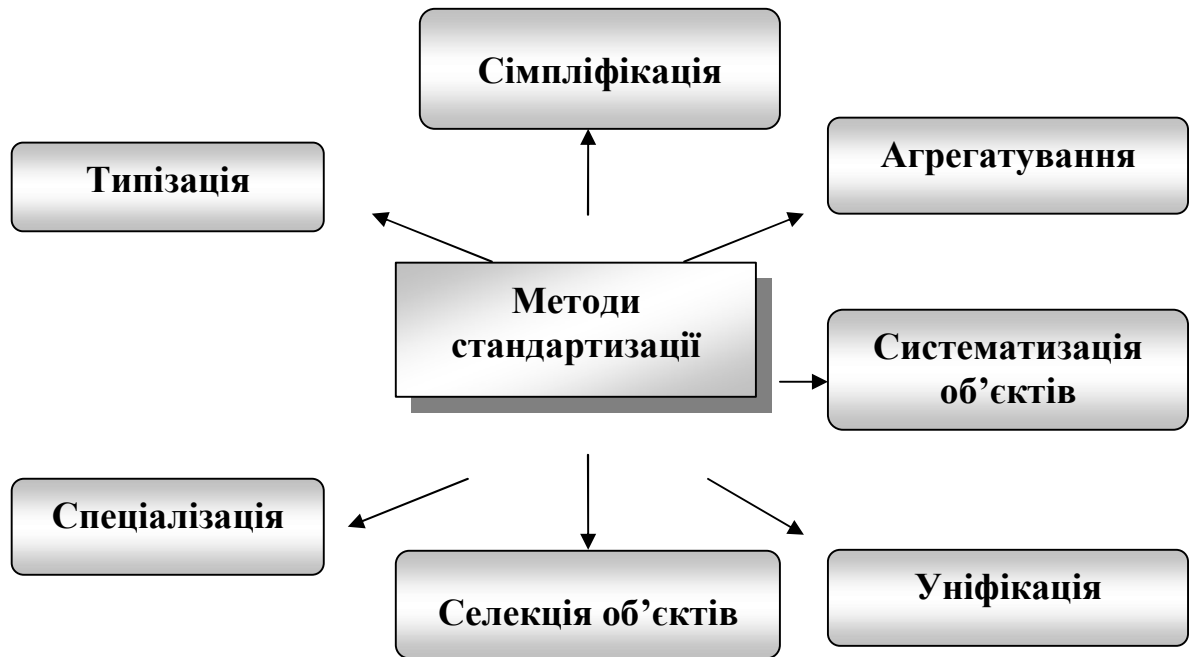 Сімпліфікація
Типізація
Агрегатування
Методи
стандартизації
Систематизація
об’єктів
Спеціалізація
Селекція об’єктів
Уніфікація